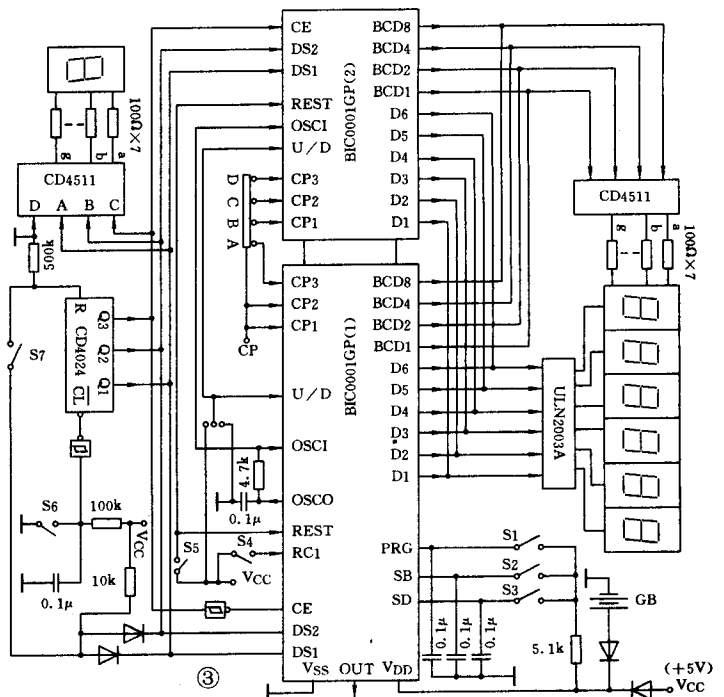 CE
DS2
DS1
REST
OSCI
U/D
CP3
CP2
CP1
BIC0001GP(2)
BCD8
BCD4
BCD2
BCD1
D6
D5
D4
D3
D2
D1
100Ω×7
g
b
a
CD4511
D A B C
500k
S7
R
CD4024
CL
Q3
Q2
Q1
D
C
B
A
CP
CP3
CP2
CP1
U/D
OSCI
OSCO
REST
RC1
CE
DS2
DS1
BIC0001GP(1)
BCD8
BCD4
BCD2
BCD1
D6
D5
D4
D3
D2
D1
PRG
SB
SD
VSS OUT VDD
4.7k
0.1μ
S6
100k
VCC
10k
0.1μ
S5
S4
VCC
CD4511
g
b
a
100Ω×7
ULN2003A
S1
S2
S3
0.1μ
0.1μ
0.1μ
GB
5.1k
(+5V)
VCC
③